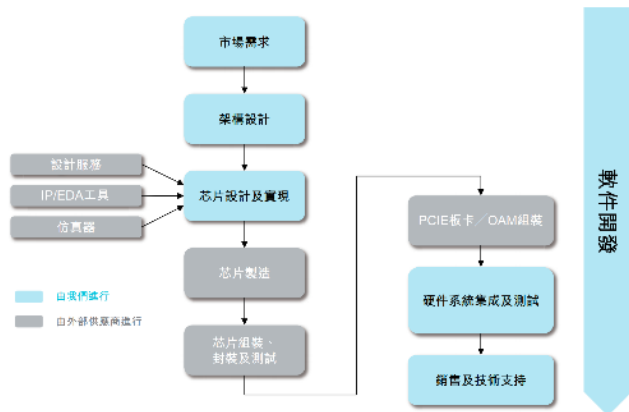 市場需求
架構設計
設計服務
IP/EDA工具
仿真器
芯片設計及實現
芯片製造
芯片組裝、
封裝及測試
PCIE板卡／OAM組裝
硬件系統集成及測試
銷售及技術支持
軟件開發
由我們進行
由外部供應商進行